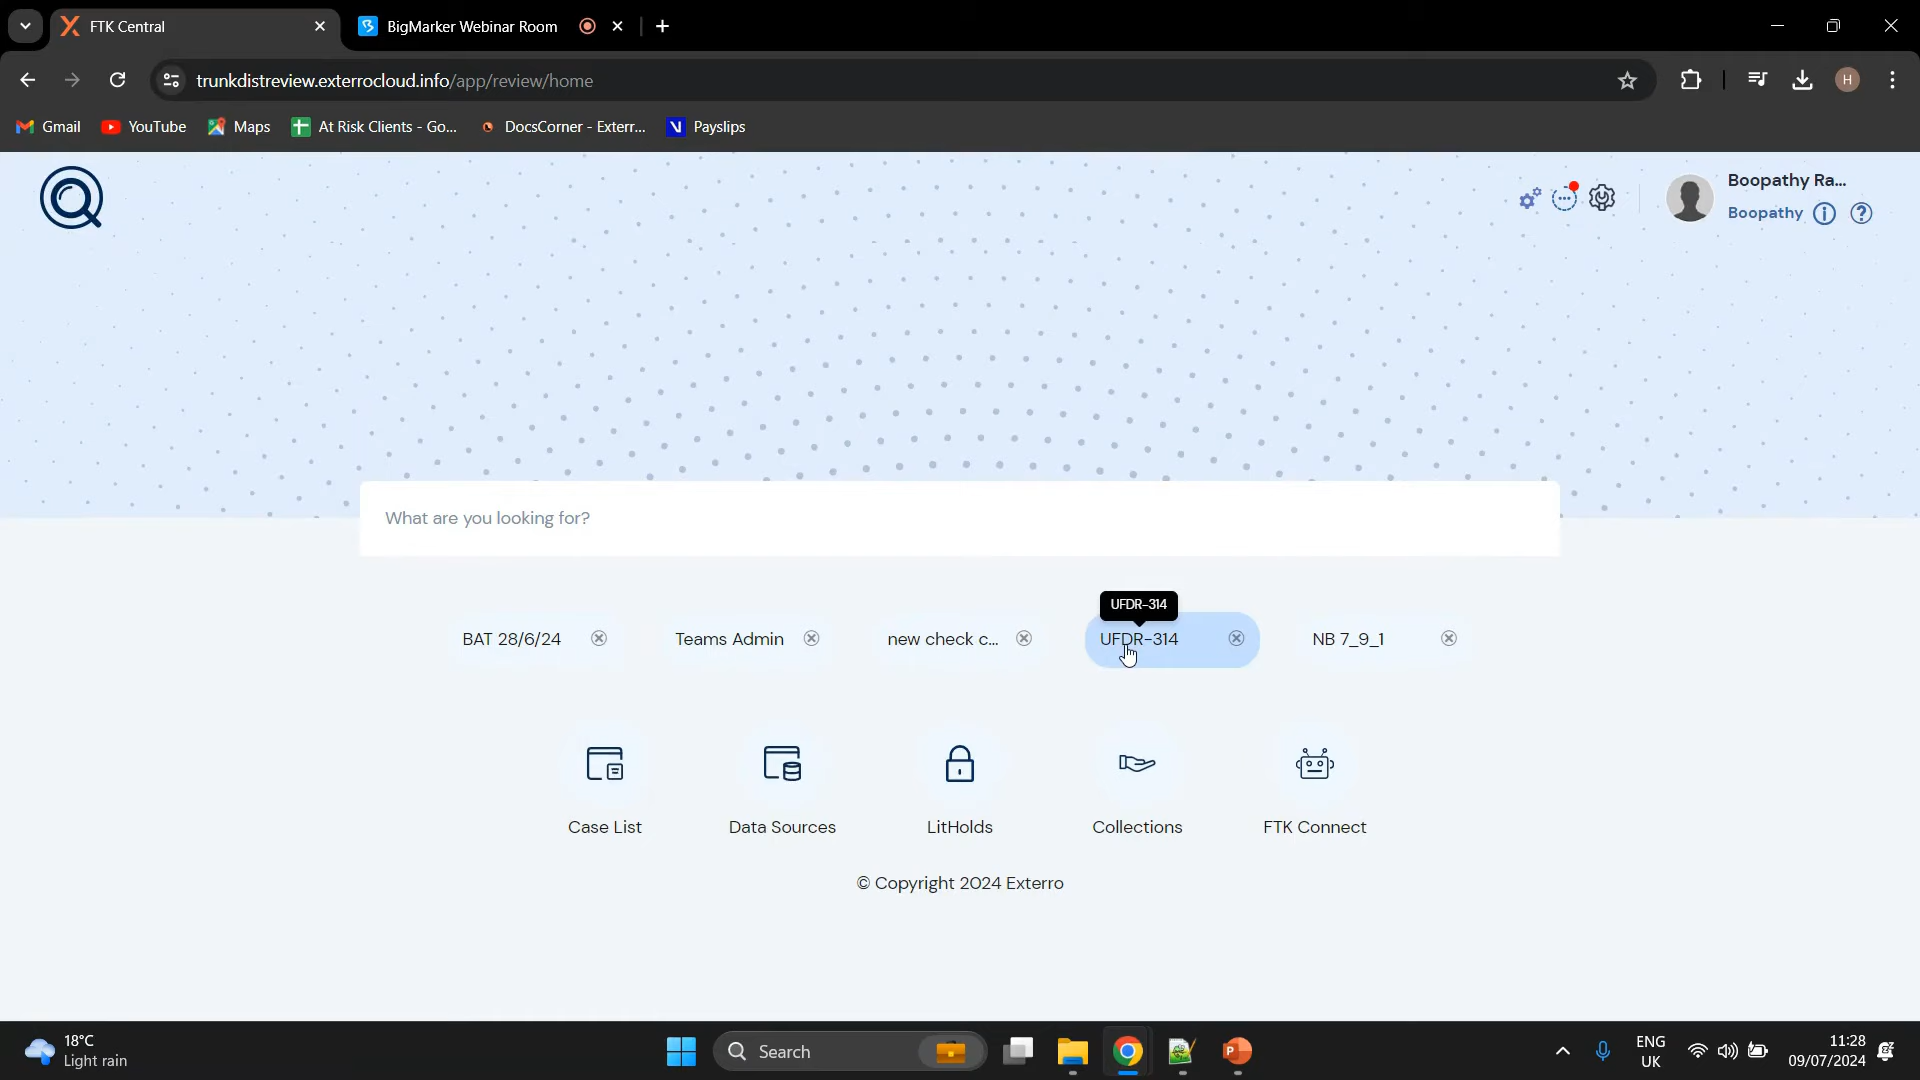 FTK Central
BigMarker Webinar Room
trunkdistreview.exterrocloud.info/app/review/home
H
Gmail
YouTube
Maps
At Risk Clients - Go...
DocsCorner - Exterr...
Payslips
Boopathy Ra...
Boopathy
What are you looking for?
UFDR-314
BAT 28/6/24
Teams Admin
new check c...
UFDR-314
NB 7_9_1
Case List
Data Sources
LitHolds
Collections
FTK Connect
© Copyright 2024 Exterro
18°C
Light rain
Search
ENG
UK
11:28
09/07/2024